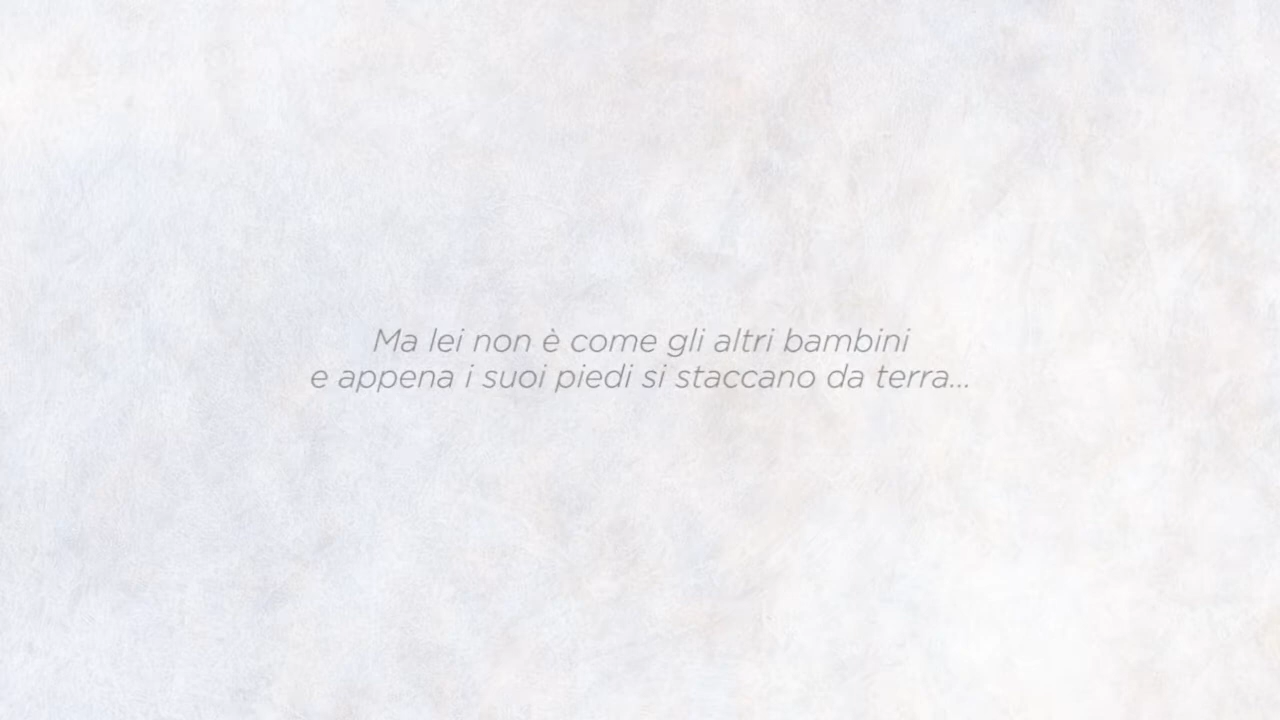 Ma lei non è come gli altri bambini
e appena i suoi piedi si staccano da terra...